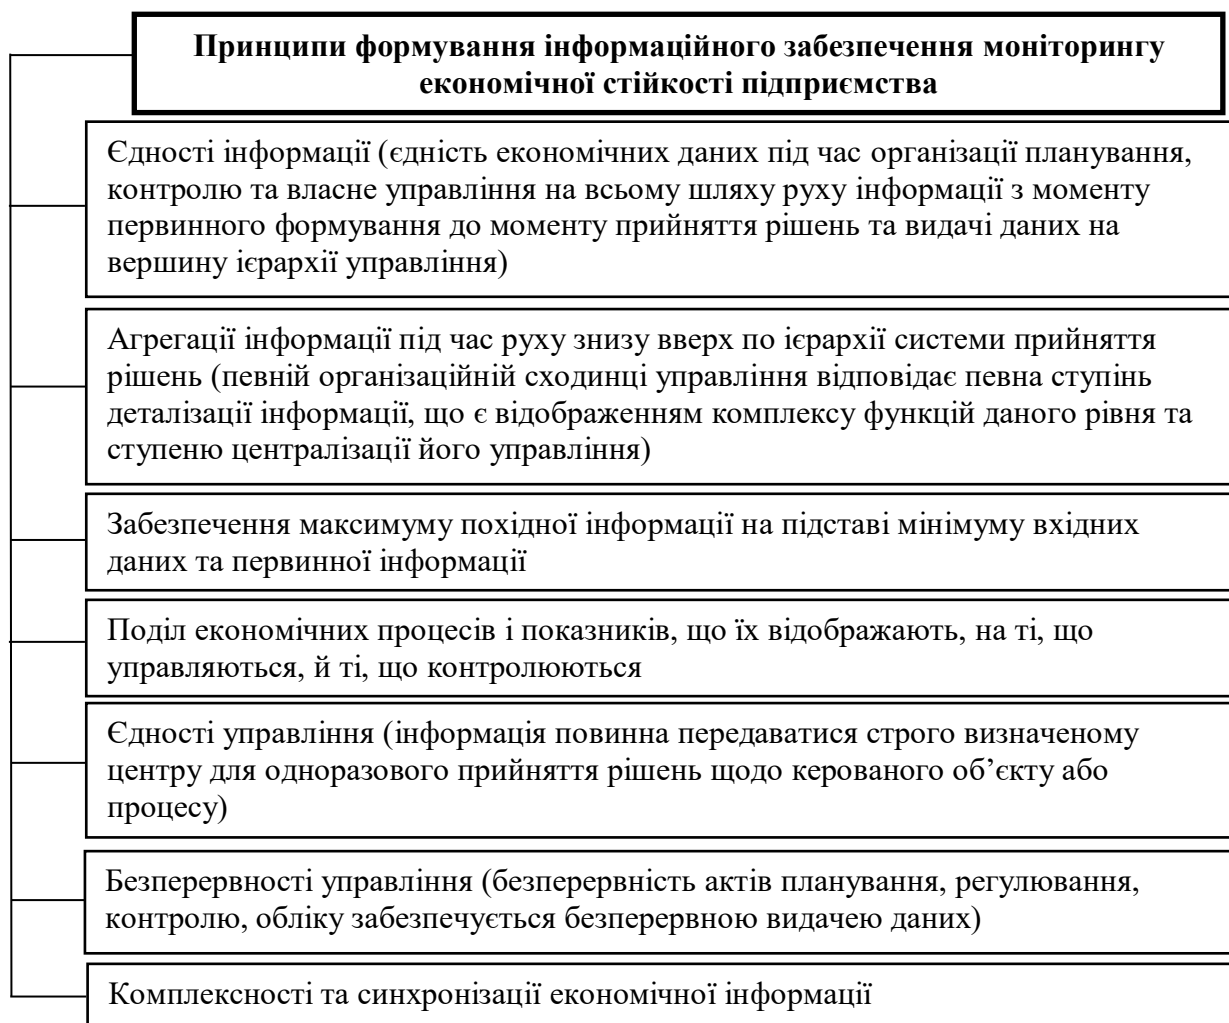 Принципи формування інформаційного забезпечення моніторингу
економічної стійкості підприємства
Єдності інформації (єдність економічних даних під час організації планування,
контролю та власне управління на всьому шляху руху інформації з моменту
первинного формування до моменту прийняття рішень та видачі даних на
вершину ієрархії управління)
Агрегації інформації під час руху знизу вверх по ієрархії системи прийняття
рішень (певній організаційній сходинці управління відповідає певна ступінь
деталізації інформації, що є відображенням комплексу функцій даного рівня та
ступеню централізації його управління)
Забезпечення максимуму похідної інформації на підставі мінімуму вхідних
даних та первинної інформації
Поділ економічних процесів і показників, що їх відображають, на ті, що
управляються, й ті, що контролюються
Єдності управління (інформація повинна передаватися строго визначеному
центру для одноразового прийняття рішень щодо керованого об’єкту або
процесу)
Безперервності управління (безперервність актів планування, регулювання,
контролю, обліку забезпечується безперервною видачею даних)
Комплексності та синхронізації економічної інформації